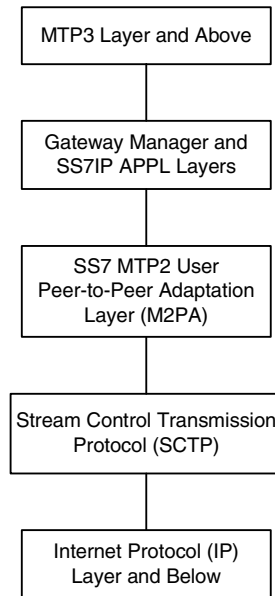 MTP3 Layer and Above
Gateway Manager and
SS7IP APPL Layers
SS7 MTP2 User
Peer-to-Peer Adaptation
Layer (M2PA)
Stream Control Transmission
Protocol (SCTP)
Internet Protocol (IP)
Layer and Below